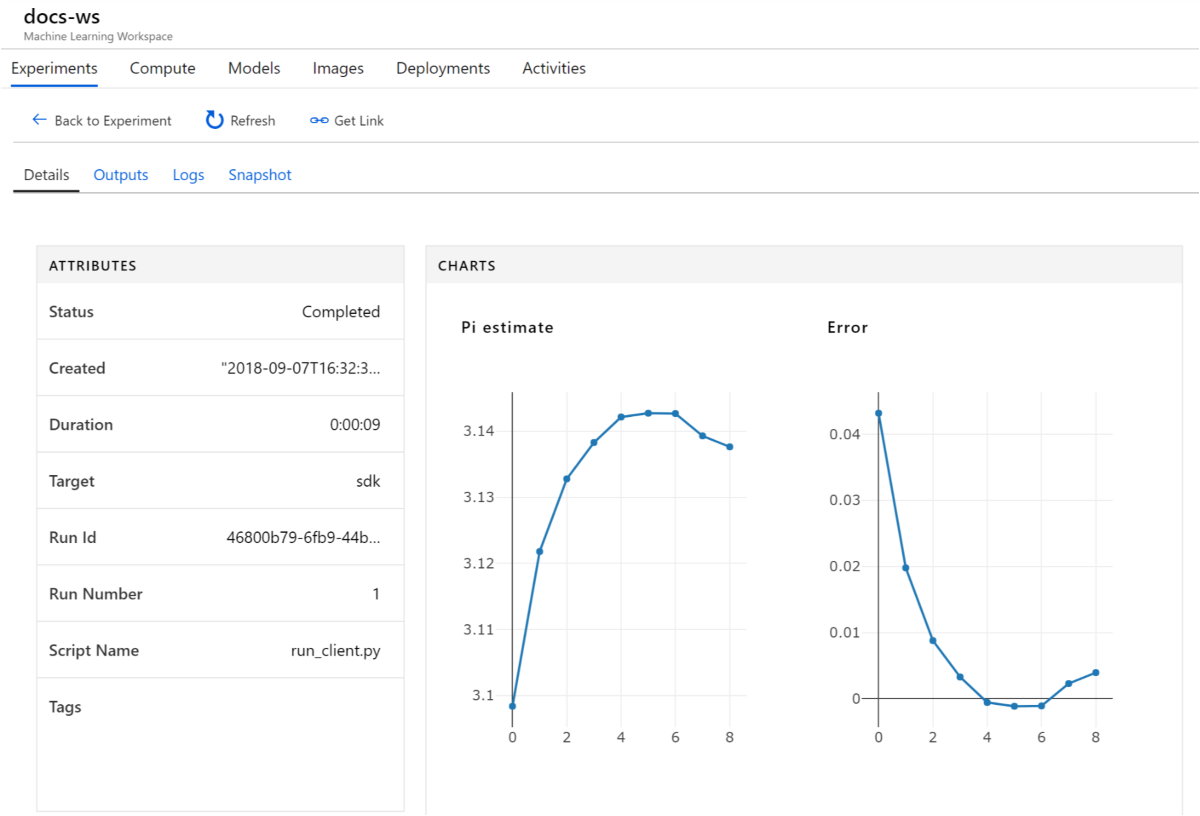 docs-ws
Machine Learning Workspace
Experiments Compute Models Images Deployments Activities
Back to Experiment Refresh Get Link
Details Outputs Logs Snapshot
ATTRIBUTES
Status Completed
Created "2018-09-07T16:32:3...
Duration 0:00:09
Target sdk
Run Id 46800b79-6fb9-44b...
Run Number 1
Script Name run_client.py
Tags
CHARTS
Pi estimate
3.14
3.13
3.12
3.11
3.1
0 2 4 6 8
Error
0.04
0.03
0.02
0.01
0
0 2 4 6 8